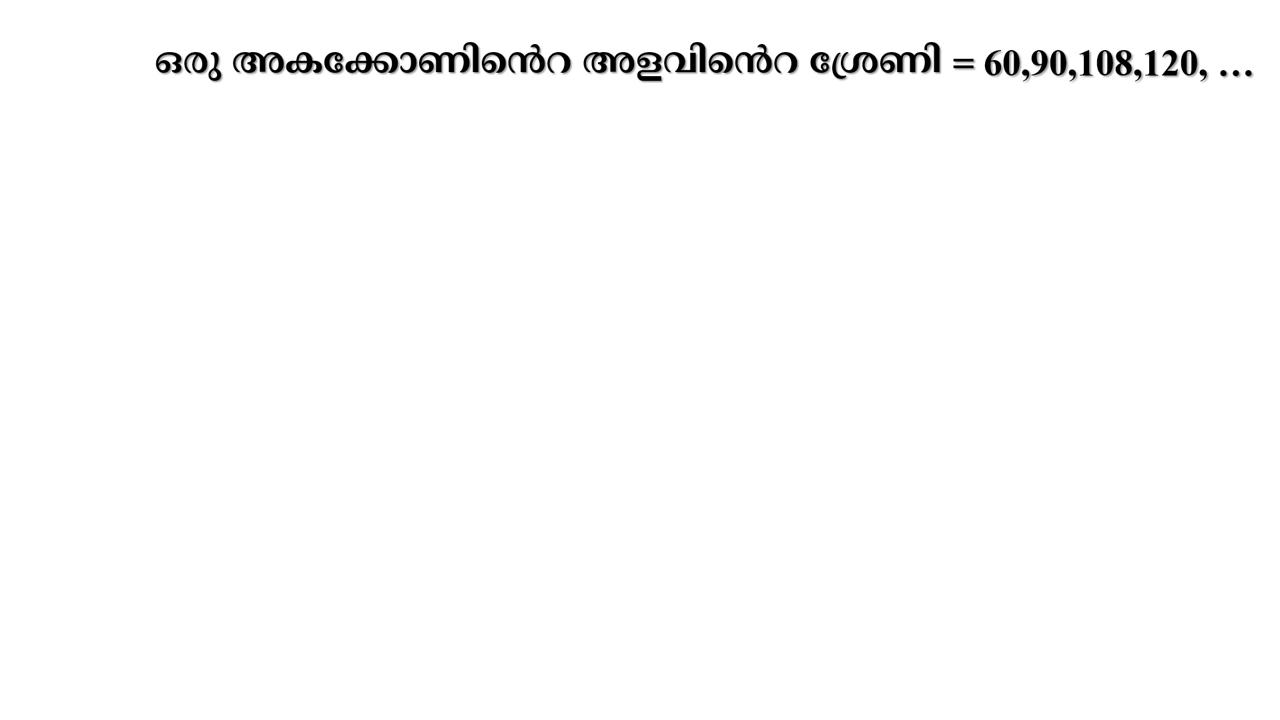 ഒരു അകക്കോണിൻെറ അളവിൻെറ ശ്രേണി = 60,90,108,120, …